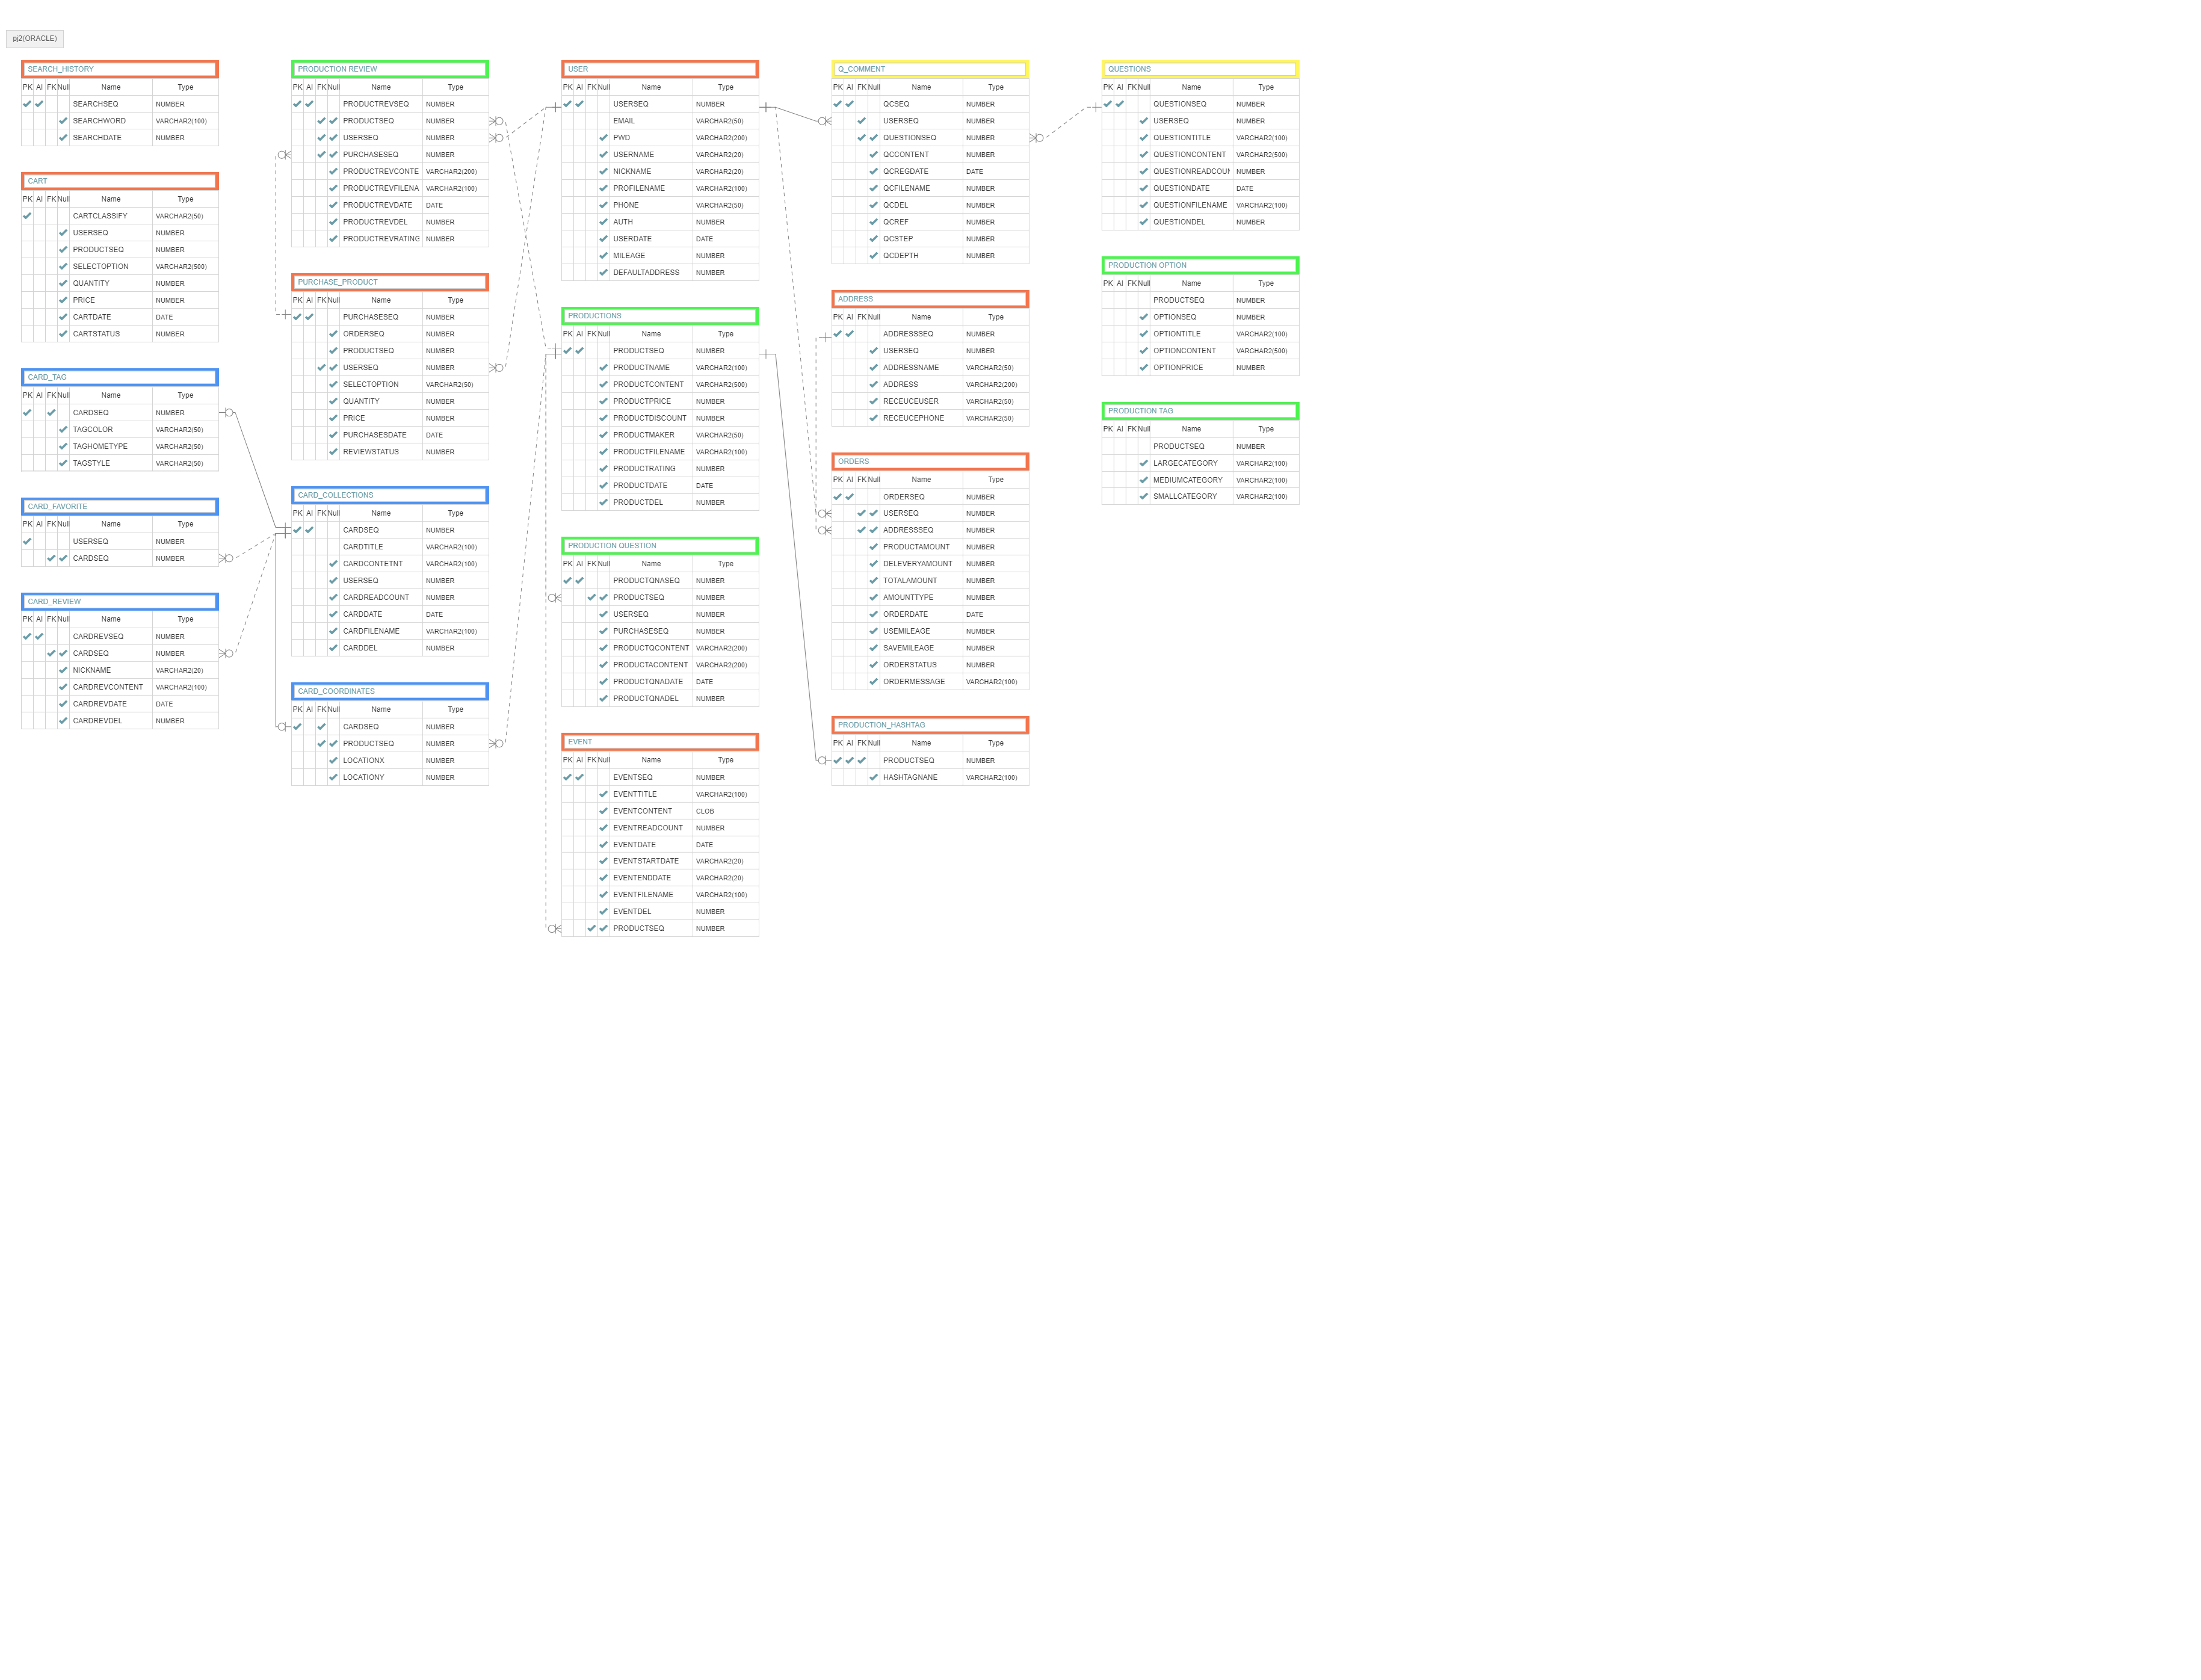 pj2(ORACLE)
SEARCH_HISTORY
PK AI FK Null Name Type
SEARCHSEQ NUMBER
SEARCHWORD VARCHAR2(100)
SEARCHDATE NUMBER
CART
PK AI FK Null Name Type
CARTCLASSIFY VARCHAR2(50)
USERSEQ NUMBER
PRODUCTSEQ NUMBER
SELECTOPTION VARCHAR2(500)
QUANTITY NUMBER
PRICE NUMBER
CARTDATE DATE
CARTSTATUS NUMBER
CARD_TAG
PK AI FK Null Name Type
CARDSEQ NUMBER
TAGCOLOR VARCHAR2(50)
TAGHOMETYPE VARCHAR2(50)
TAGSTYLE VARCHAR2(50)
CARD_FAVORITE
PK AI FK Null Name Type
USERSEQ NUMBER
CARDSEQ NUMBER
CARD_REVIEW
PK AI FK Null Name Type
CARDREVSEQ NUMBER
CARDSEQ NUMBER
NICKNAME VARCHAR2(20)
CARDREVCONTENT VARCHAR2(100)
CARDREVDATE DATE
CARDREVDEL NUMBER
PRODUCTION REVIEW
PK AI FK Null Name Type
PRODUCTREVSEQ NUMBER
PRODUCTSEQ NUMBER
USERSEQ NUMBER
PURCHASESEQ NUMBER
PRODUCTREVCONTE VARCHAR2(200)
PRODUCTREVFILENA VARCHAR2(100)
PRODUCTREVDATE DATE
PRODUCTREVDEL NUMBER
PRODUCTREVRATING NUMBER
PURCHASE_PRODUCT
PK AI FK Null Name Type
PURCHASESEQ NUMBER
ORDERSEQ NUMBER
PRODUCTSEQ NUMBER
USERSEQ NUMBER
SELECTOPTION VARCHAR2(50)
QUANTITY NUMBER
PRICE NUMBER
PURCHASESDATE DATE
REVIEWSTATUS NUMBER
CARD_COLLECTIONS
PK AI FK Null Name Type
CARDSEQ NUMBER
CARDTITLE VARCHAR2(100)
CARDCONTETNT VARCHAR2(100)
USERSEQ NUMBER
CARDREADCOUNT NUMBER
CARDDATE DATE
CARDFILENAME VARCHAR2(100)
CARDDEL NUMBER
CARD_COORDINATES
PK AI FK Null Name Type
CARDSEQ NUMBER
PRODUCTSEQ NUMBER
LOCATIONX NUMBER
LOCATIONY NUMBER
USER
PK AI FK Null Name Type
USERSEQ NUMBER
EMAIL VARCHAR2(50)
PWD VARCHAR2(200)
USERNAME VARCHAR2(20)
NICKNAME VARCHAR2(20)
PROFILENAME VARCHAR2(100)
PHONE VARCHAR2(50)
AUTH NUMBER
USERDATE DATE
MILEAGE NUMBER
DEFAULTADDRESS NUMBER
PRODUCTIONS
PK AI FK Null Name Type
PRODUCTSEQ NUMBER
PRODUCTNAME VARCHAR2(100)
PRODUCTCONTENT VARCHAR2(500)
PRODUCTPRICE NUMBER
PRODUCTDISCOUNT NUMBER
PRODUCTMAKER VARCHAR2(50)
PRODUCTFILENAME VARCHAR2(100)
PRODUCTRATING NUMBER
PRODUCTDATE DATE
PRODUCTDEL NUMBER
PRODUCTION QUESTION
PK AI FK Null Name Type
PRODUCTQNASEQ NUMBER
PRODUCTSEQ NUMBER
USERSEQ NUMBER
PURCHASESEQ NUMBER
PRODUCTQCONTENT VARCHAR2(200)
PRODUCTACONTENT VARCHAR2(200)
PRODUCTQNADATE DATE
PRODUCTQNADEL NUMBER
EVENT
PK AI FK Null Name Type
EVENTSEQ NUMBER
EVENTTITLE VARCHAR2(100)
EVENTCONTENT CLOB
EVENTREADCOUNT NUMBER
EVENTDATE DATE
EVENTSTARTDATE VARCHAR2(20)
EVENTENDDATE VARCHAR2(20)
EVENTFILENAME VARCHAR2(100)
EVENTDEL NUMBER
PRODUCTSEQ NUMBER
Q_COMMENT
PK AI FK Null Name Type
QCSEQ NUMBER
USERSEQ NUMBER
QUESTIONSEQ NUMBER
QCCONTENT NUMBER
QCREGDATE DATE
QCFILENAME NUMBER
QCDEL NUMBER
QCREF NUMBER
QCSTEP NUMBER
QCDEPTH NUMBER
ADDRESS
PK AI FK Null Name Type
ADDRESSSEQ NUMBER
USERSEQ NUMBER
ADDRESSNAME VARCHAR2(50)
ADDRESS VARCHAR2(200)
RECEUCEUSER VARCHAR2(50)
RECEUCEPHONE VARCHAR2(50)
ORDERS
PK AI FK Null Name Type
ORDERSEQ NUMBER
USERSEQ NUMBER
ADDRESSSEQ NUMBER
PRODUCTAMOUNT NUMBER
DELEVERYAMOUNT NUMBER
TOTALAMOUNT NUMBER
AMOUNTTYPE NUMBER
ORDERDATE DATE
USEMILEAGE NUMBER
SAVEMILEAGE NUMBER
ORDERSTATUS NUMBER
ORDERMESSAGE VARCHAR2(100)
PRODUCTION_HASHTAG
PK AI FK Null Name Type
PRODUCTSEQ NUMBER
HASHTAGNANE VARCHAR2(100)
QUESTIONS
PK AI FK Null Name Type
QUESTIONSEQ NUMBER
USERSEQ NUMBER
QUESTIONTITLE VARCHAR2(100)
QUESTIONCONTENT VARCHAR2(500)
QUESTIONREADCOUN NUMBER
QUESTIONDATE DATE
QUESTIONFILENAME VARCHAR2(100)
QUESTIONDEL NUMBER
PRODUCTION OPTION
PK AI FK Null Name Type
PRODUCTSEQ NUMBER
OPTIONSEQ NUMBER
OPTIONTITLE VARCHAR2(100)
OPTIONCONTENT VARCHAR2(500)
OPTIONPRICE NUMBER
PRODUCTION TAG
PK AI FK Null Name Type
PRODUCTSEQ NUMBER
LARGECATEGORY VARCHAR2(100)
MEDIUMCATEGORY VARCHAR2(100)
SMALLCATEGORY VARCHAR2(100)